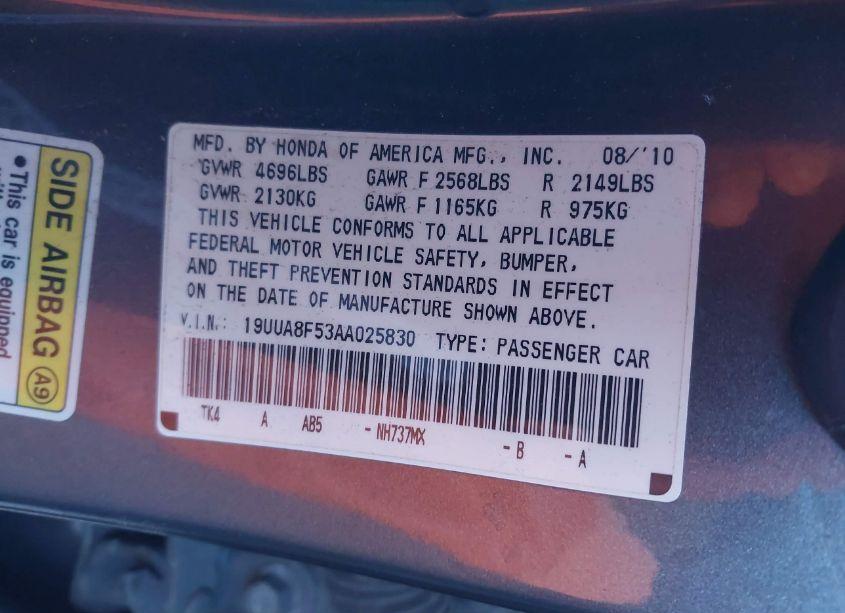 MFD. BY HONDA OF AMERICA MFG., INC. 08/'10
GVWR 4696LBS GAWR F 2568LBS R 2149LBS
GVWR 2130KG GAWR F 1165KG R 975KG
THIS VEHICLE CONFORMS TO ALL APPLICABLE
FEDERAL MOTOR VEHICLE SAFETY, BUMPER,
AND THEFT PREVENTION STANDARDS IN EFFECT
ON THE DATE OF MANUFACTURE SHOWN ABOVE.
V.I.N.: 19UUA8F53AA025830 TYPE: PASSENGER CAR
TK4 A AB5 -NH737MX -B -A
SIDE AIRBAG A9
•This car is equipped